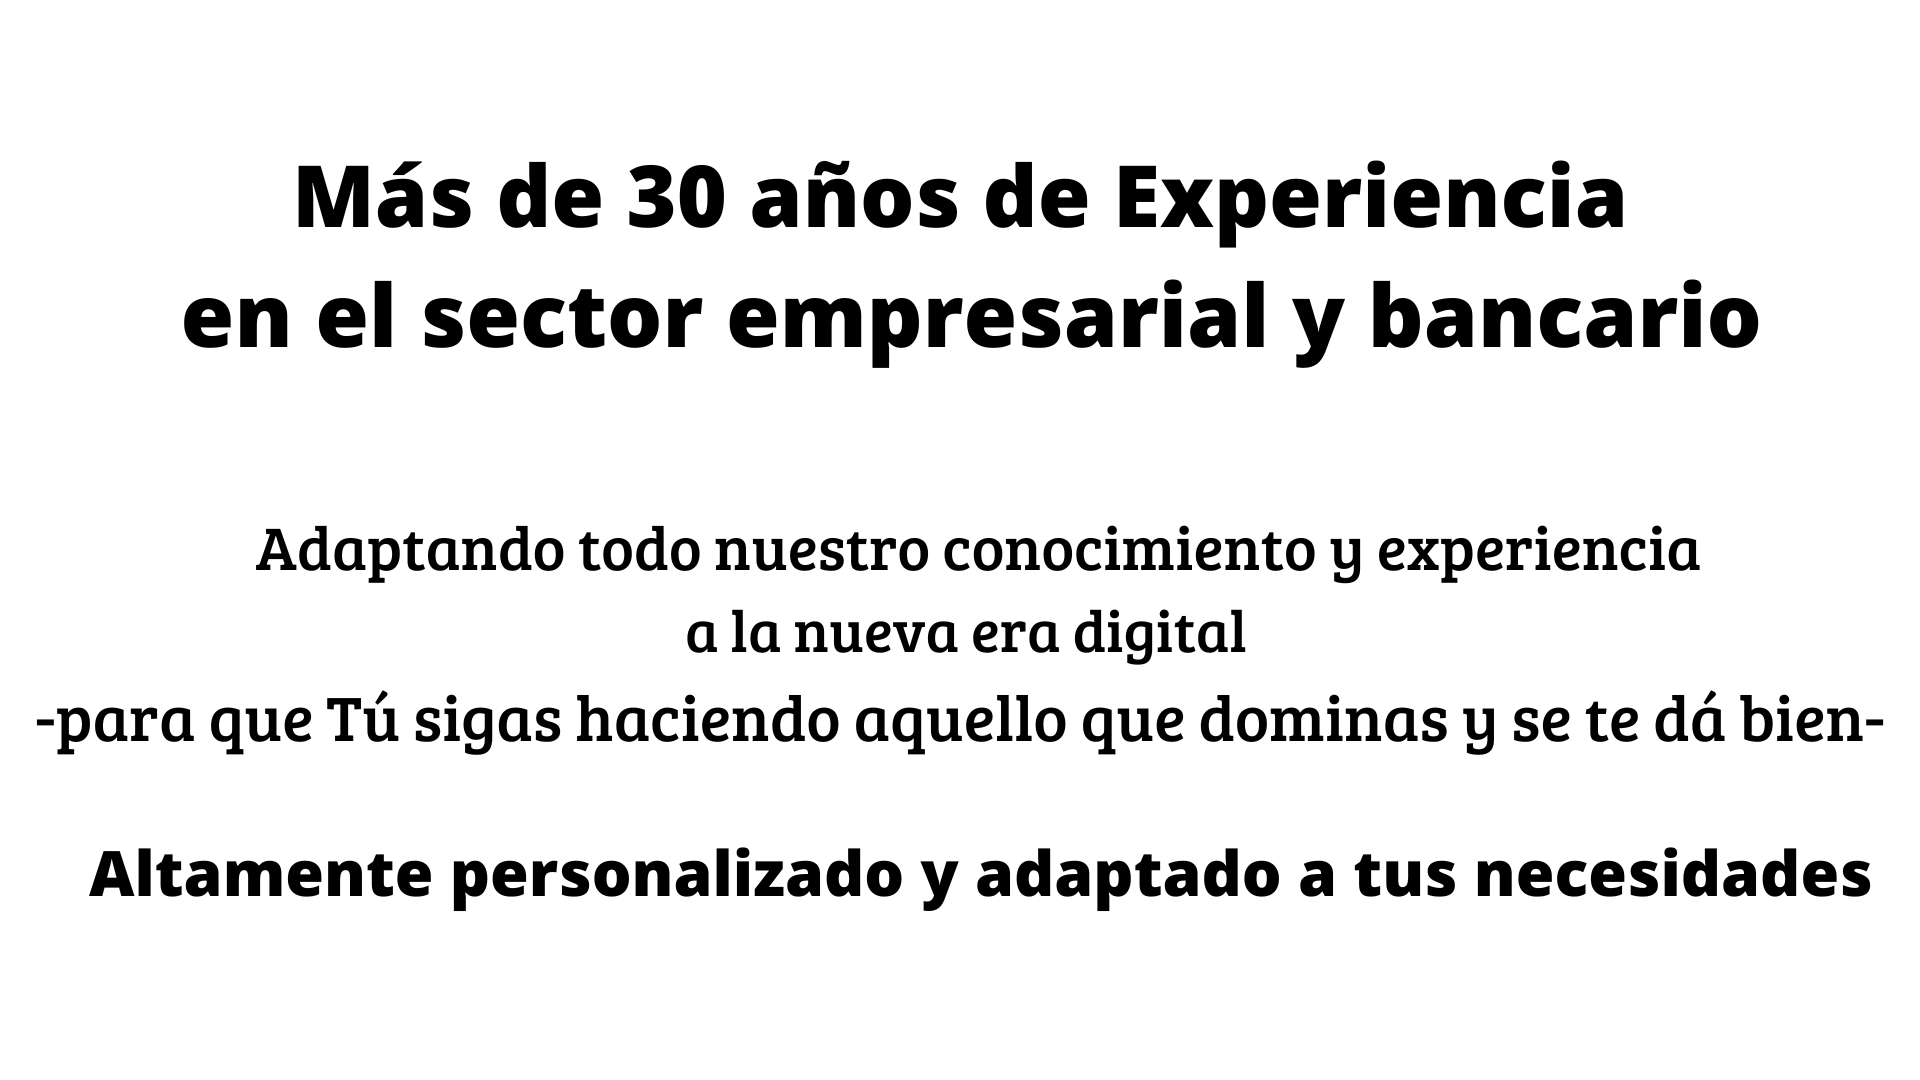 Más de 30 años de Experiencia
en el sector empresarial y bancario
Adaptando todo nuestro conocimiento y experiencia
a la nueva era digital
-para que Tú sigas haciendo aquello que dominas y se te dá bien-
Altamente personalizado y adaptado a tus necesidades